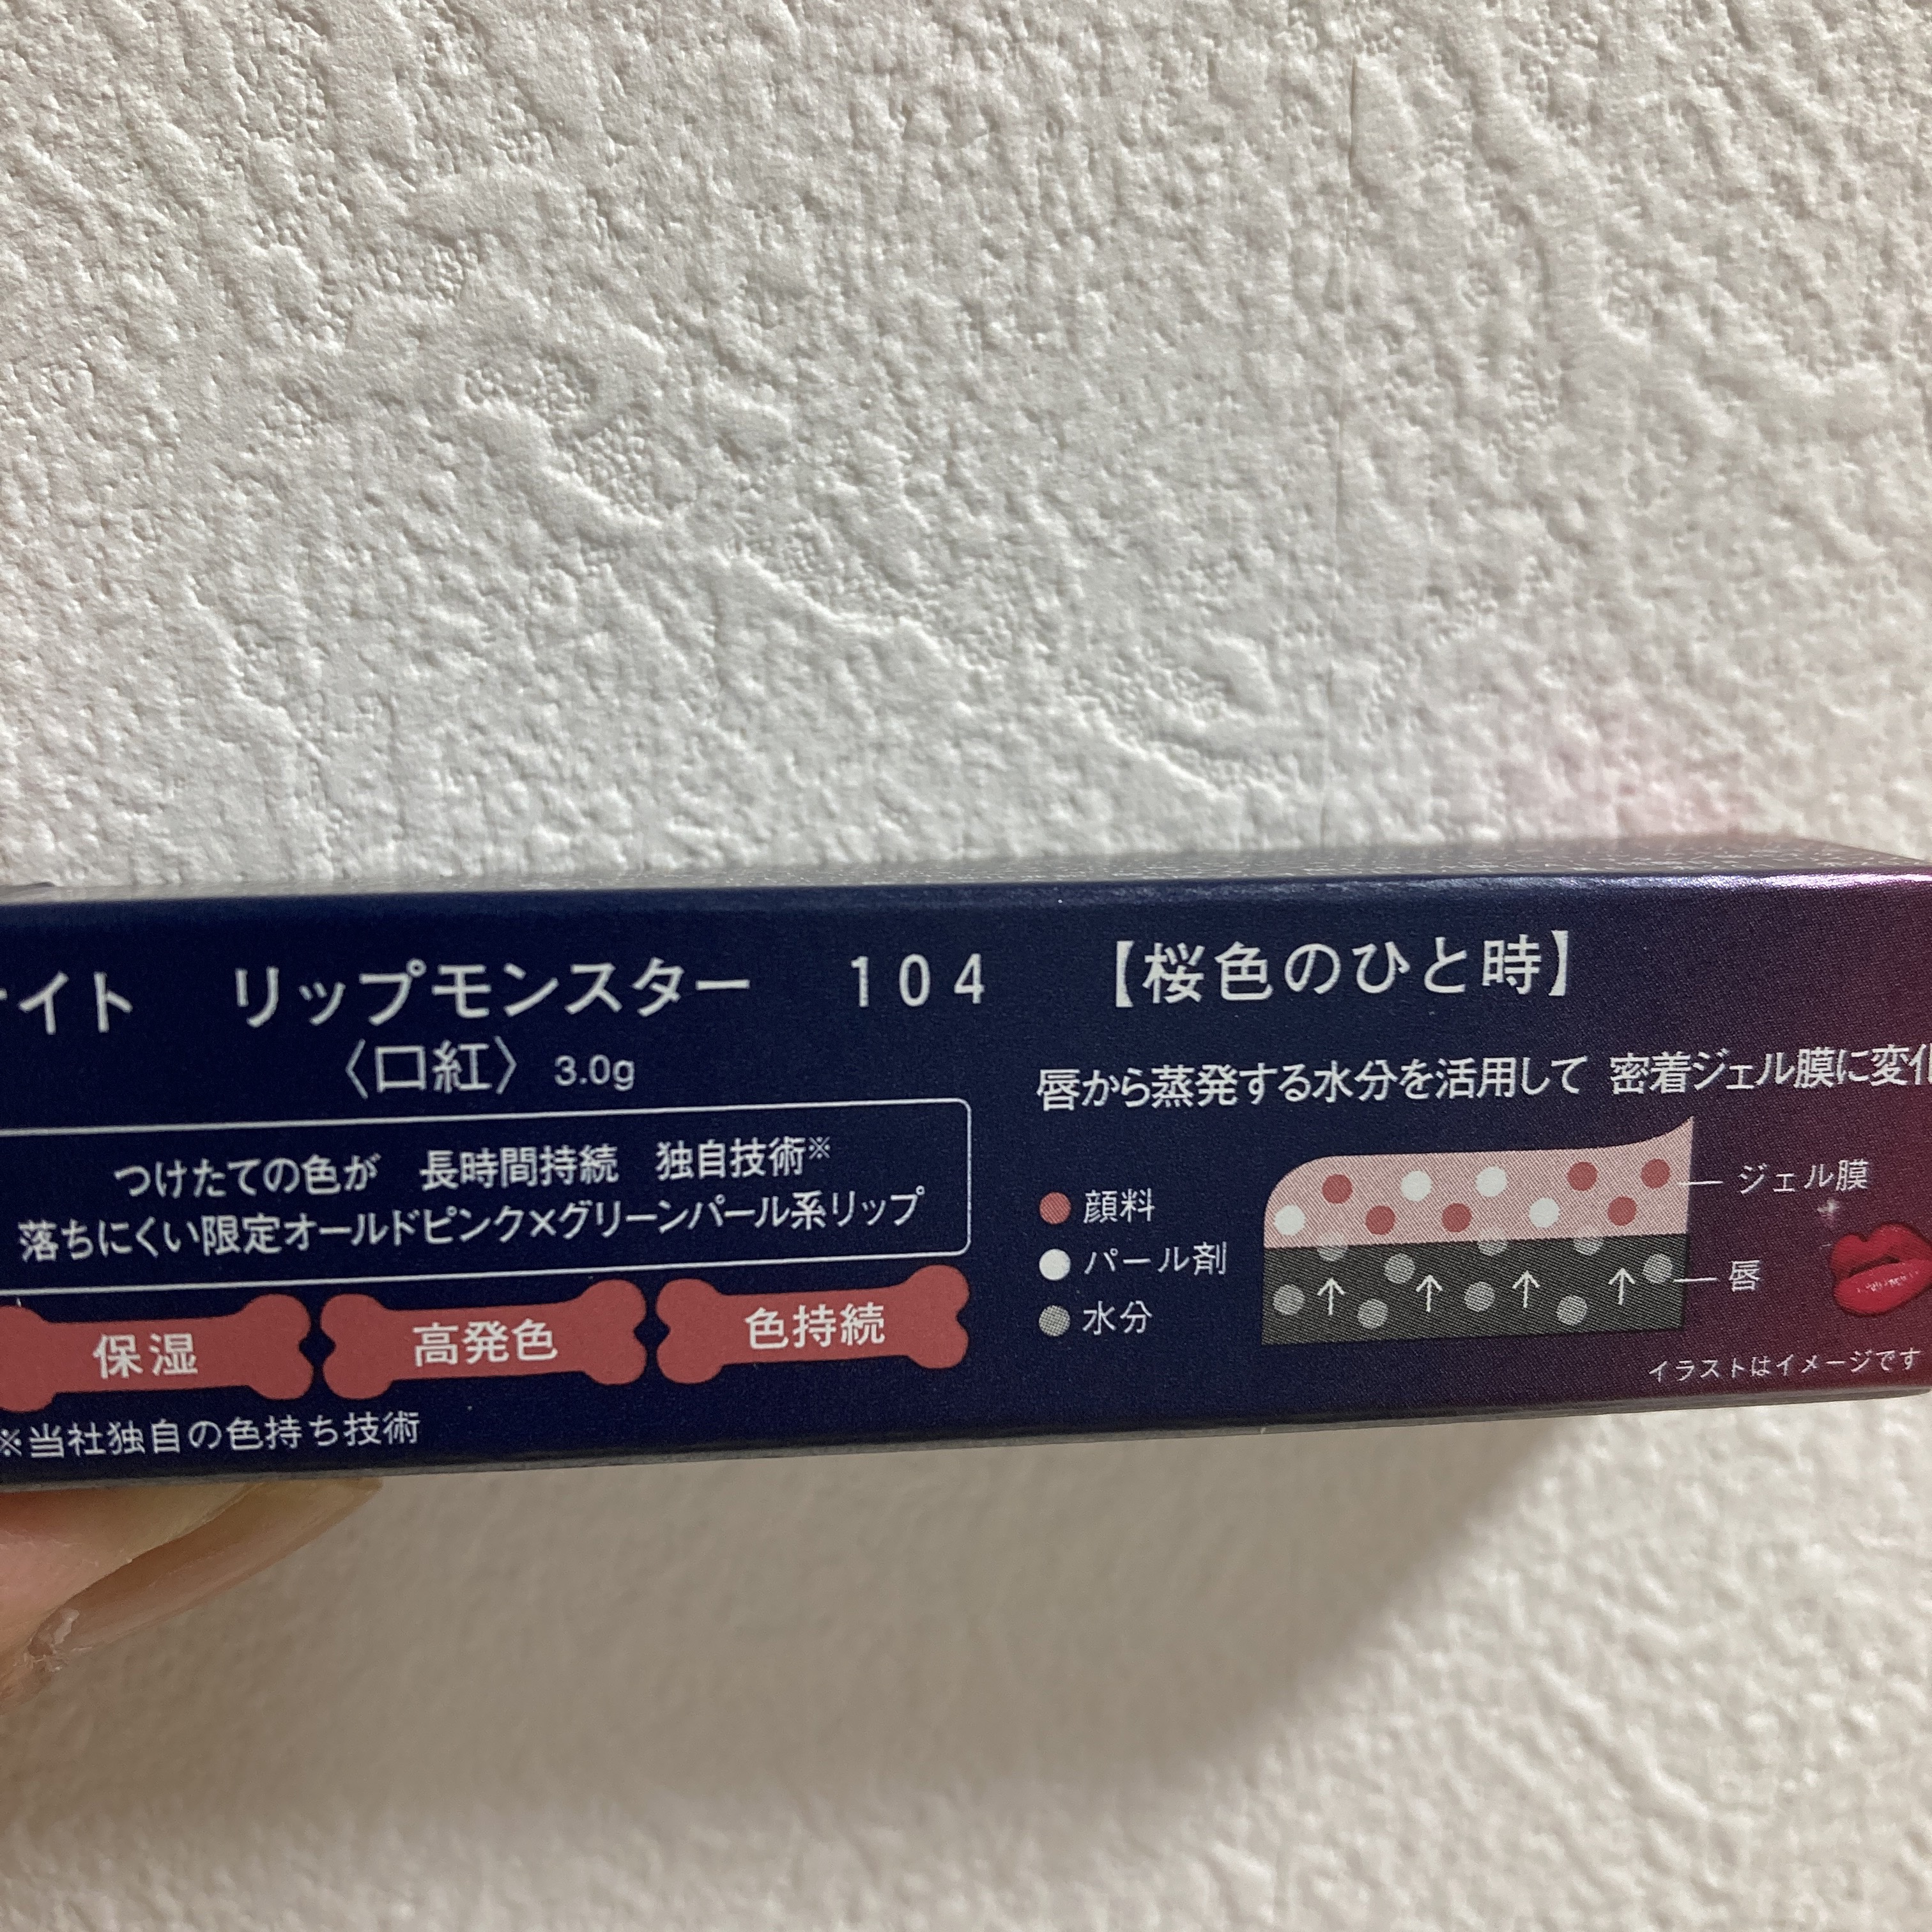 イト リップモンスター 104 【桜色のひと時】
〈口紅〉 3.0g
つけたての色が 長時間持続 独自技術※
落ちにくい限定オールドピンク×グリーンパール系リップ
保湿
高発色
色持続
※当社独自の色持ち技術
唇から蒸発する水分を活用して 密着ジェル膜に変化
顔料
パール剤
水分
ジェル膜
唇
イラストはイメージです